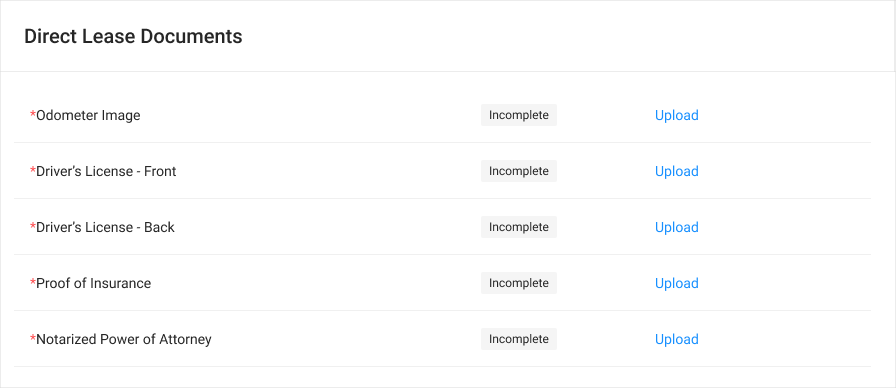 Direct Lease Documents
*Odometer Image Incomplete Upload
*Driver’s License - Front Incomplete Upload
*Driver’s License - Back Incomplete Upload
*Proof of Insurance Incomplete Upload
*Notarized Power of Attorney Incomplete Upload